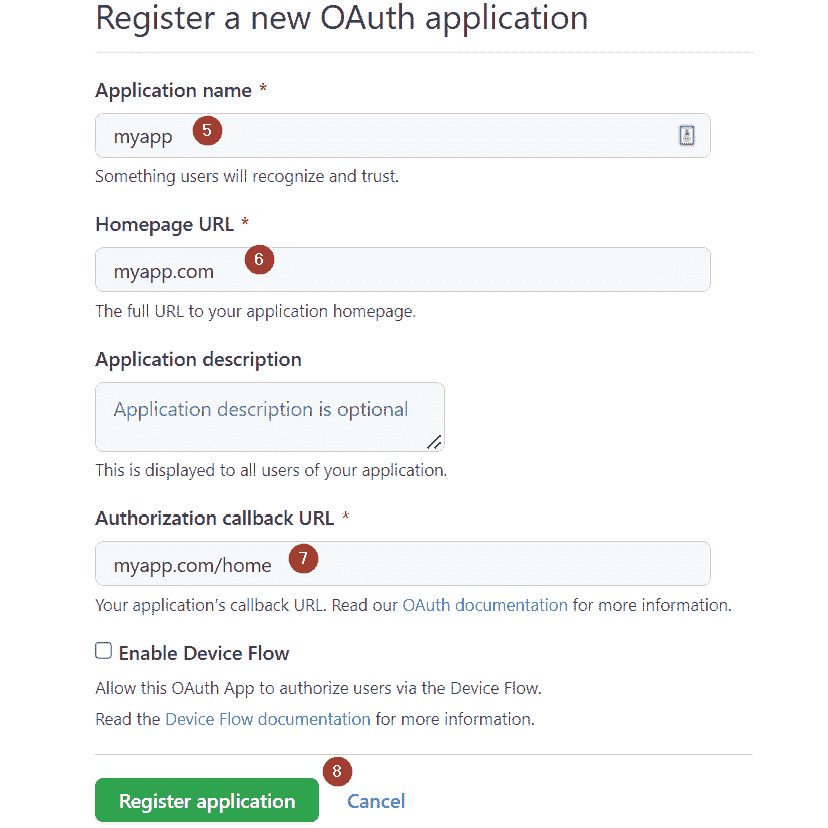 Register a new OAuth application
Application name *
myapp 5
Something users will recognize and trust.
Homepage URL *
myapp.com 6
The full URL to your application homepage.
Application description
Application description is optional
This is displayed to all users of your application.
Authorization callback URL *
myapp.com/home 7
Your application’s callback URL. Read our OAuth documentation for more information.
Enable Device Flow
Allow this OAuth App to authorize users via the Device Flow.
Read the Device Flow documentation for more information.
8
Register application Cancel